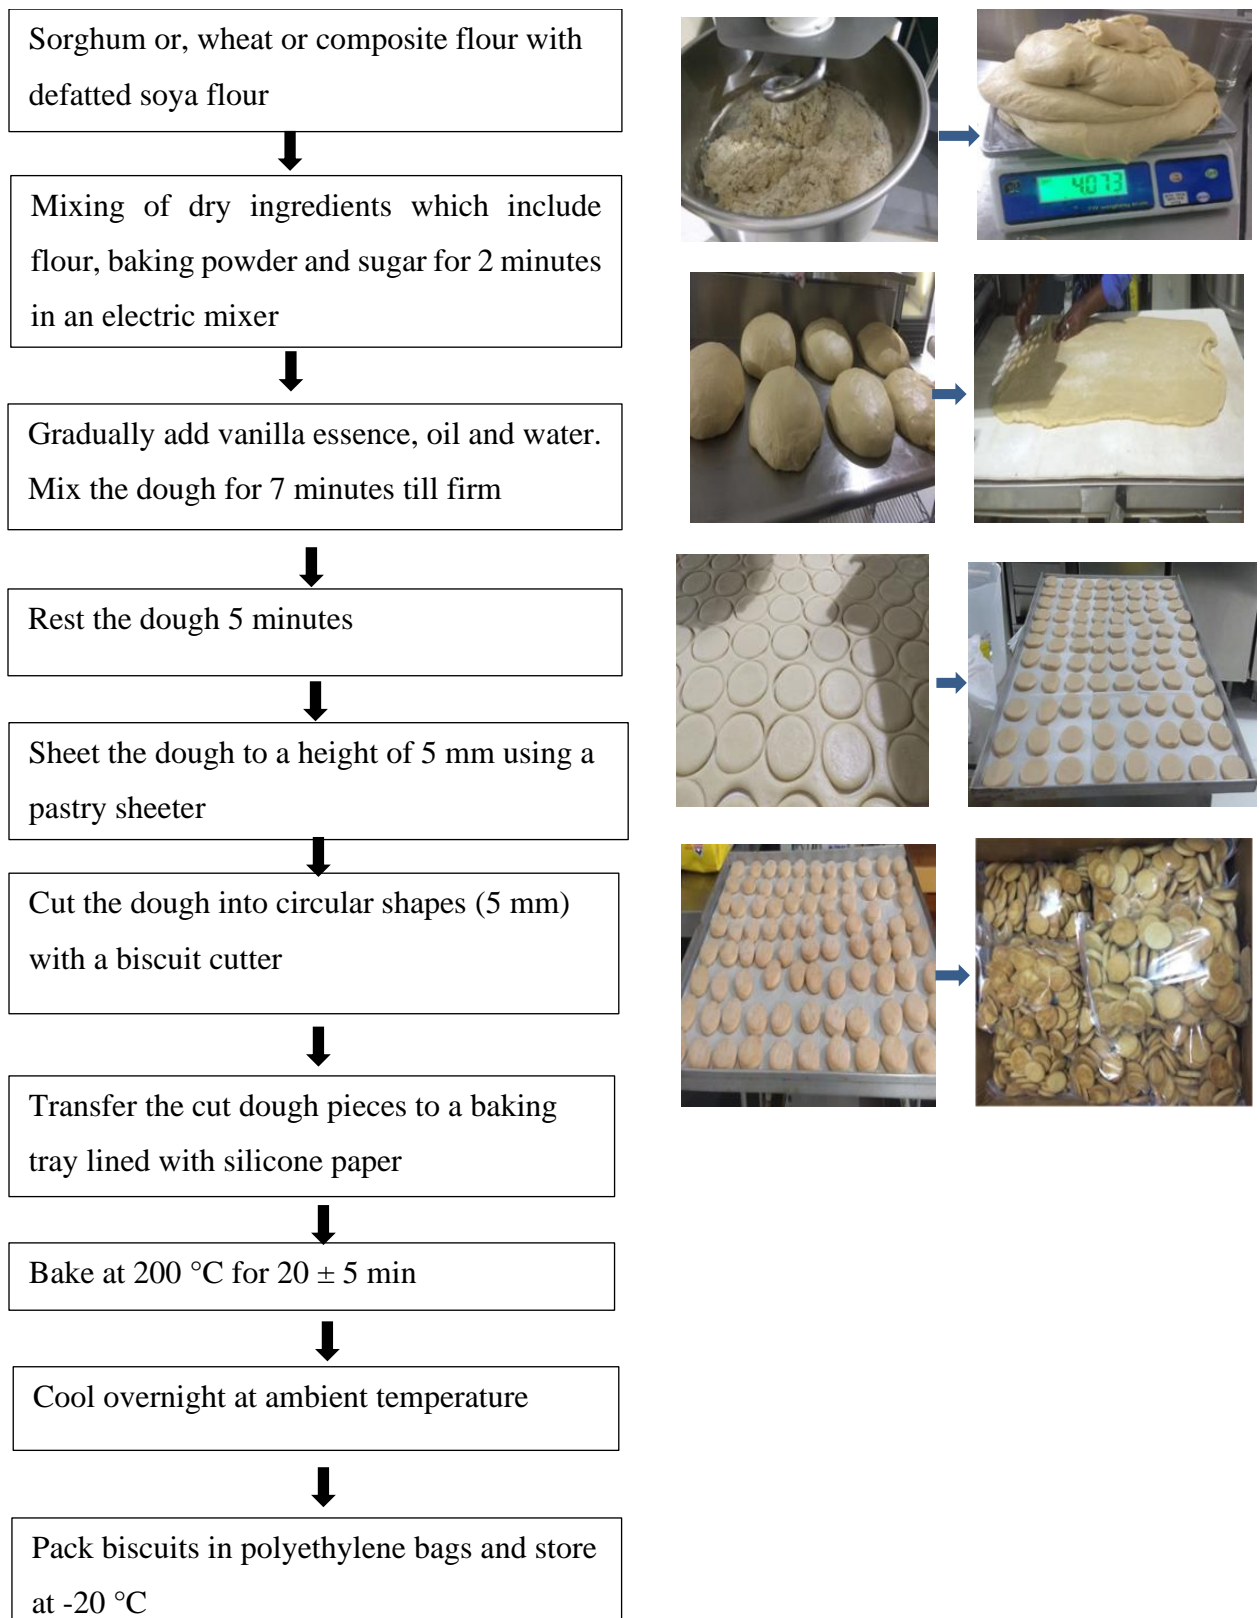 Sorghum or, wheat or composite flour with
defatted soya flour
Mixing of dry ingredients which include
flour, baking powder and sugar for 2 minutes
in an electric mixer
Gradually add vanilla essence, oil and water.
Mix the dough for 7 minutes till firm
Rest the dough 5 minutes
Sheet the dough to a height of 5 mm using a
pastry sheeter
Cut the dough into circular shapes (5 mm)
with a biscuit cutter
Transfer the cut dough pieces to a baking
tray lined with silicone paper
Bake at 200 °C for 20 ± 5 min
Cool overnight at ambient temperature
Pack biscuits in polyethylene bags and store
at -20 °C
4.073